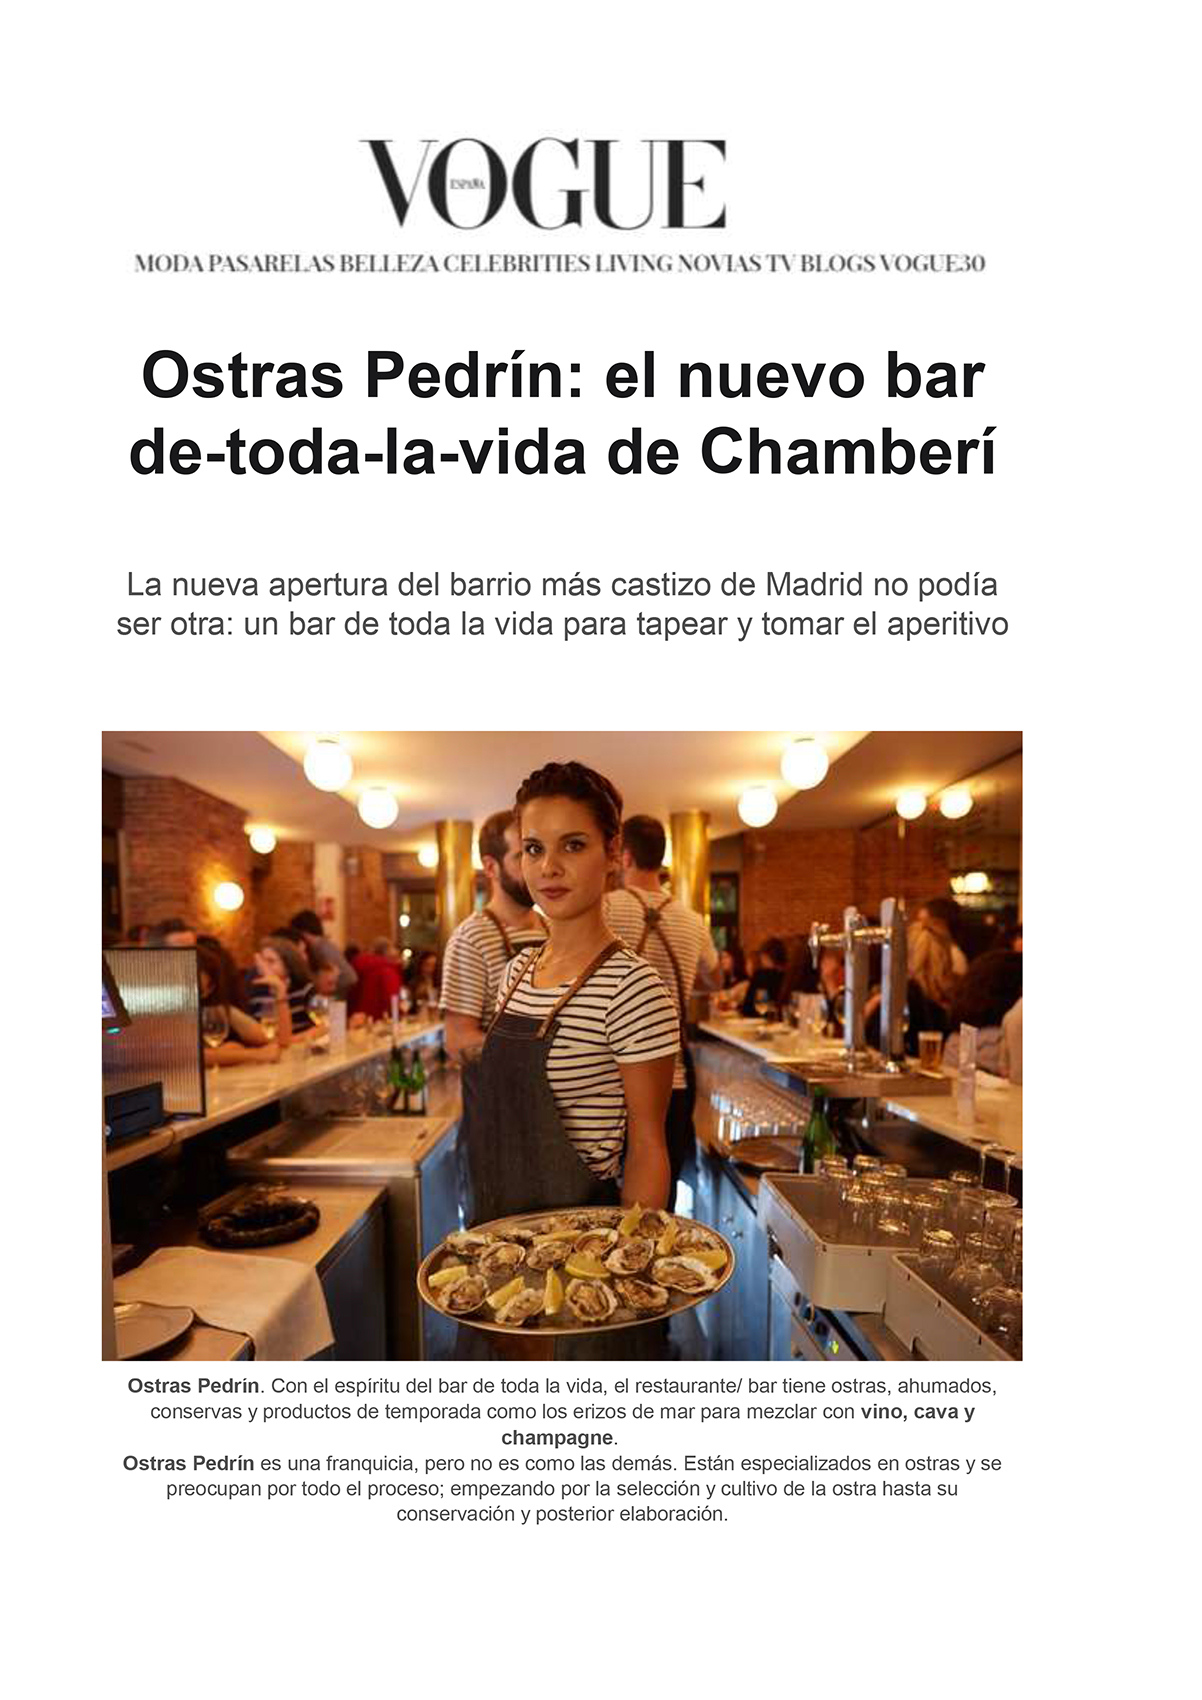 VOGUE
ESPAÑA
MODA PASARELAS BELLEZA CELEBRITIES LIVING NOVIAS TV BLOGS VOGUE30
Ostras Pedrín: el nuevo bar
de-toda-la-vida de Chamberí
La nueva apertura del barrio más castizo de Madrid no podía
ser otra: un bar de toda la vida para tapear y tomar el aperitivo
Ostras Pedrín. Con el espíritu del bar de toda la vida, el restaurante/ bar tiene ostras, ahumados,
conservas y productos de temporada como los erizos de mar para mezclar con vino, cava y
champagne.
Ostras Pedrín es una franquicia, pero no es como las demás. Están especializados en ostras y se
preocupan por todo el proceso; empezando por la selección y cultivo de la ostra hasta su
conservación y posterior elaboración.